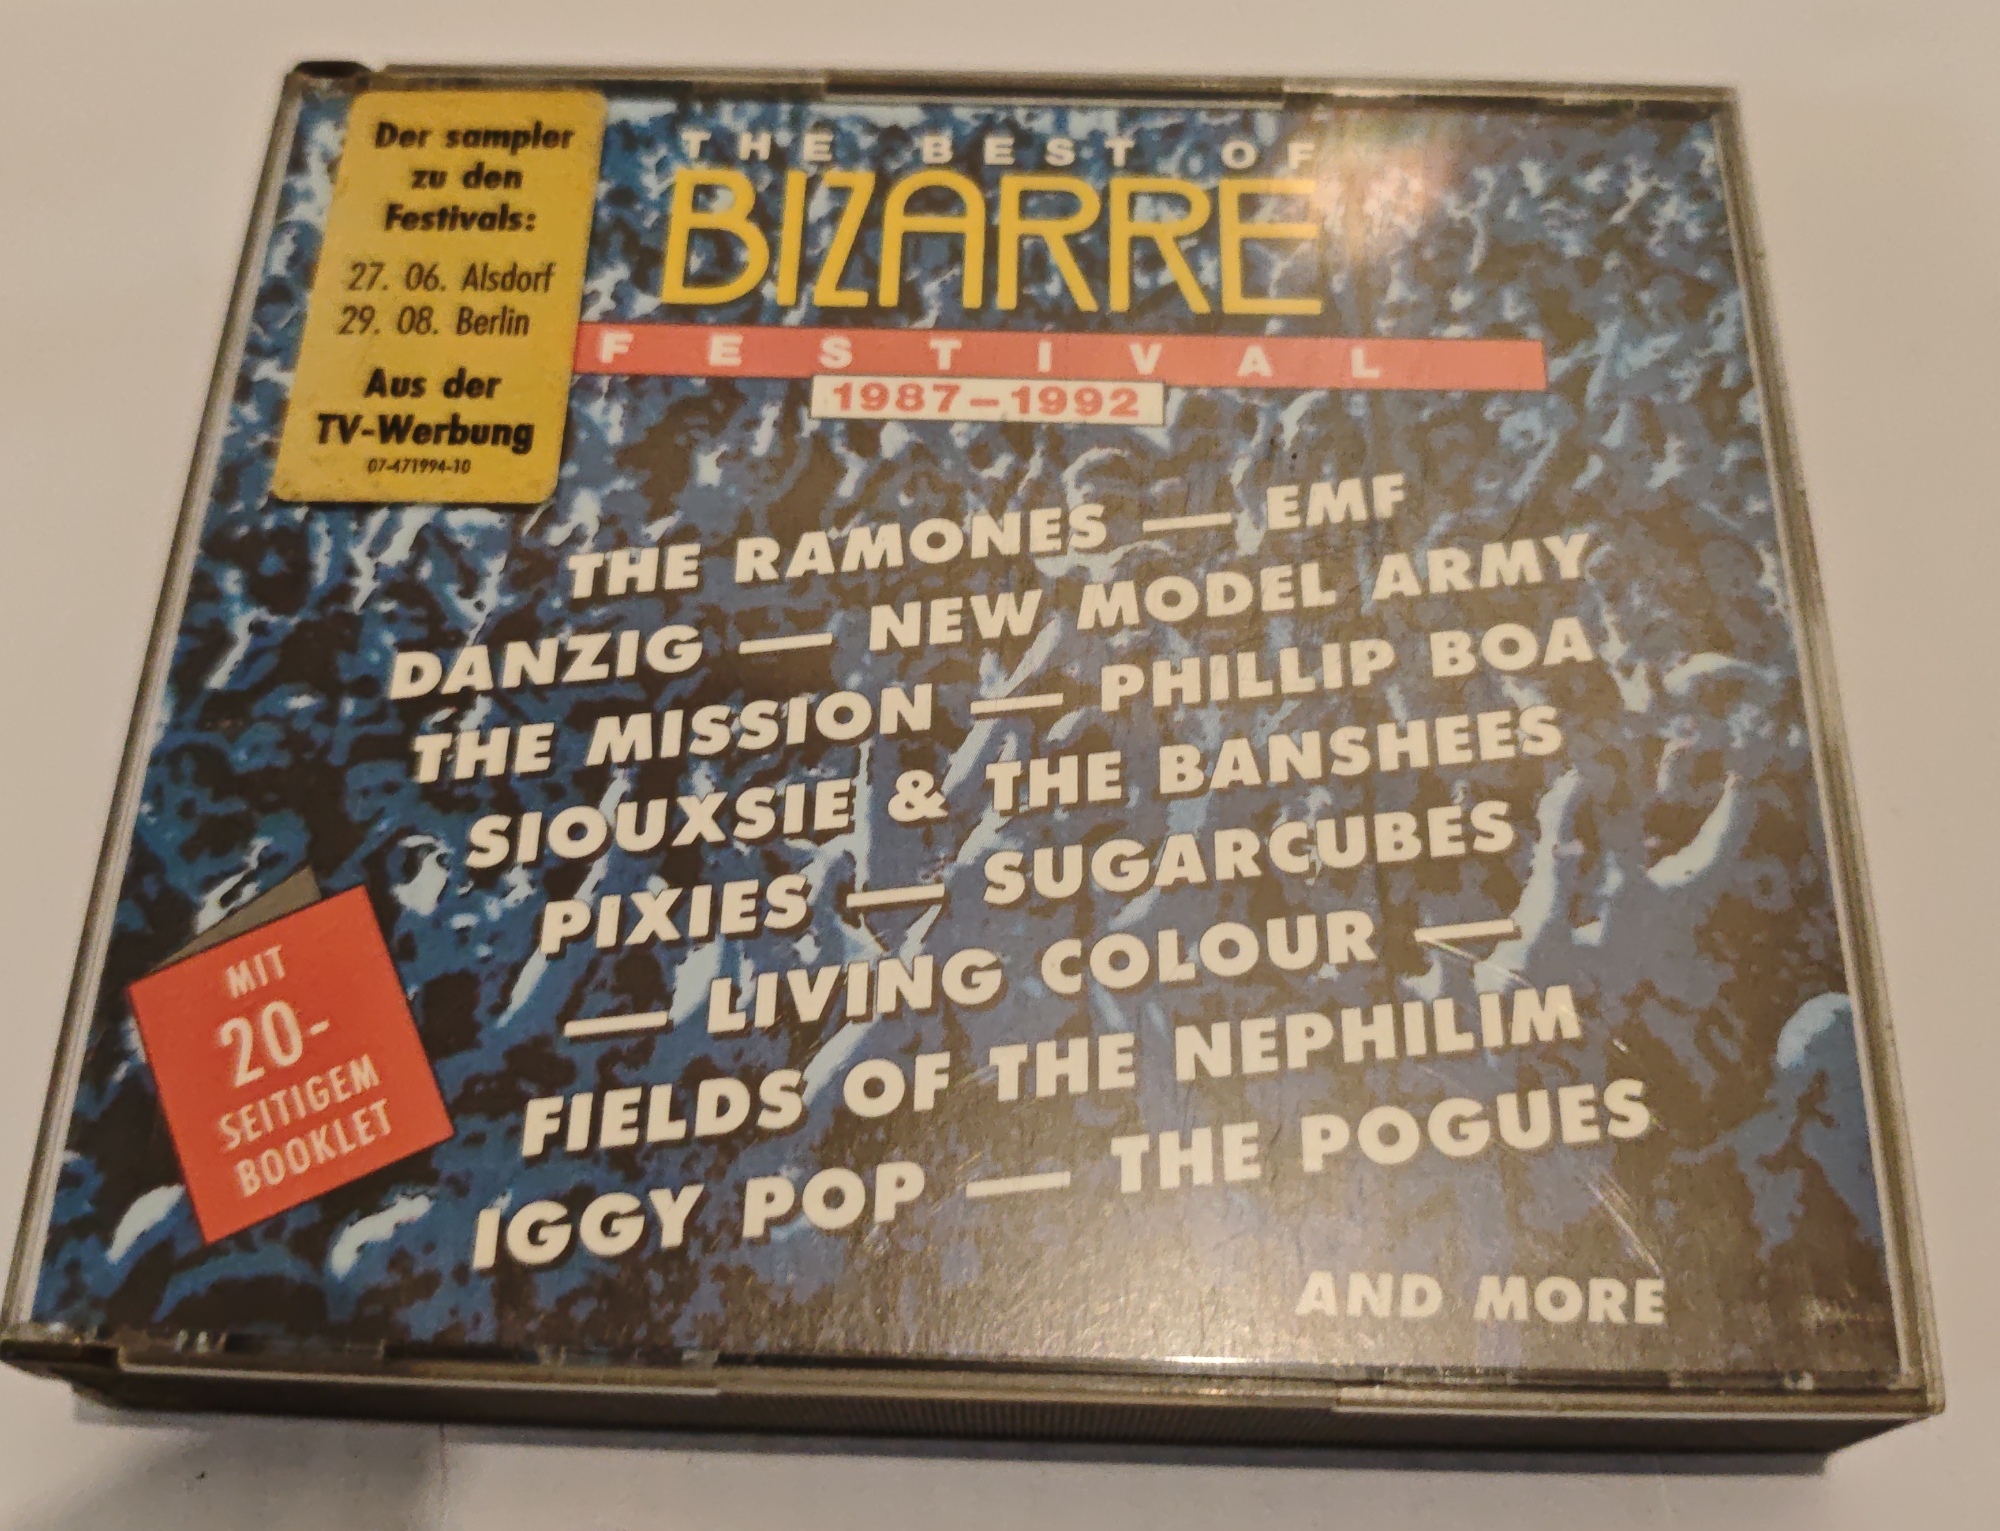 Der sampler
zu den
Festivals:
27. 06. Alsdorf
29. 08. Berlin
Aus der
TV-Werbung
07-471994-10
THE BEST OF
BIZARRE
FESTIVAL
1987–1992
THE RAMONES — EMF
DANZIG — NEW MODEL ARMY
THE MISSION — PHILLIP BOA
SIOUXSIE & THE BANSHEES
PIXIES — SUGARCUBES
— LIVING COLOUR —
FIELDS OF THE NEPHILIM
IGGY POP — THE POGUES
AND MORE
MIT
20-
SEITIGEM
BOOKLET